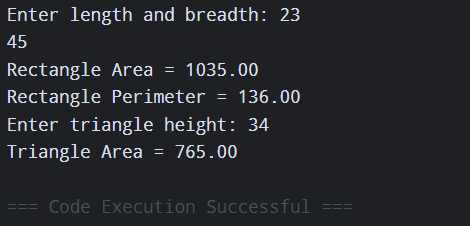 Enter length and breadth: 23
45
Rectangle Area = 1035.00
Rectangle Perimeter = 136.00
Enter triangle height: 34
Triangle Area = 765.00
=== Code Execution Successful ===